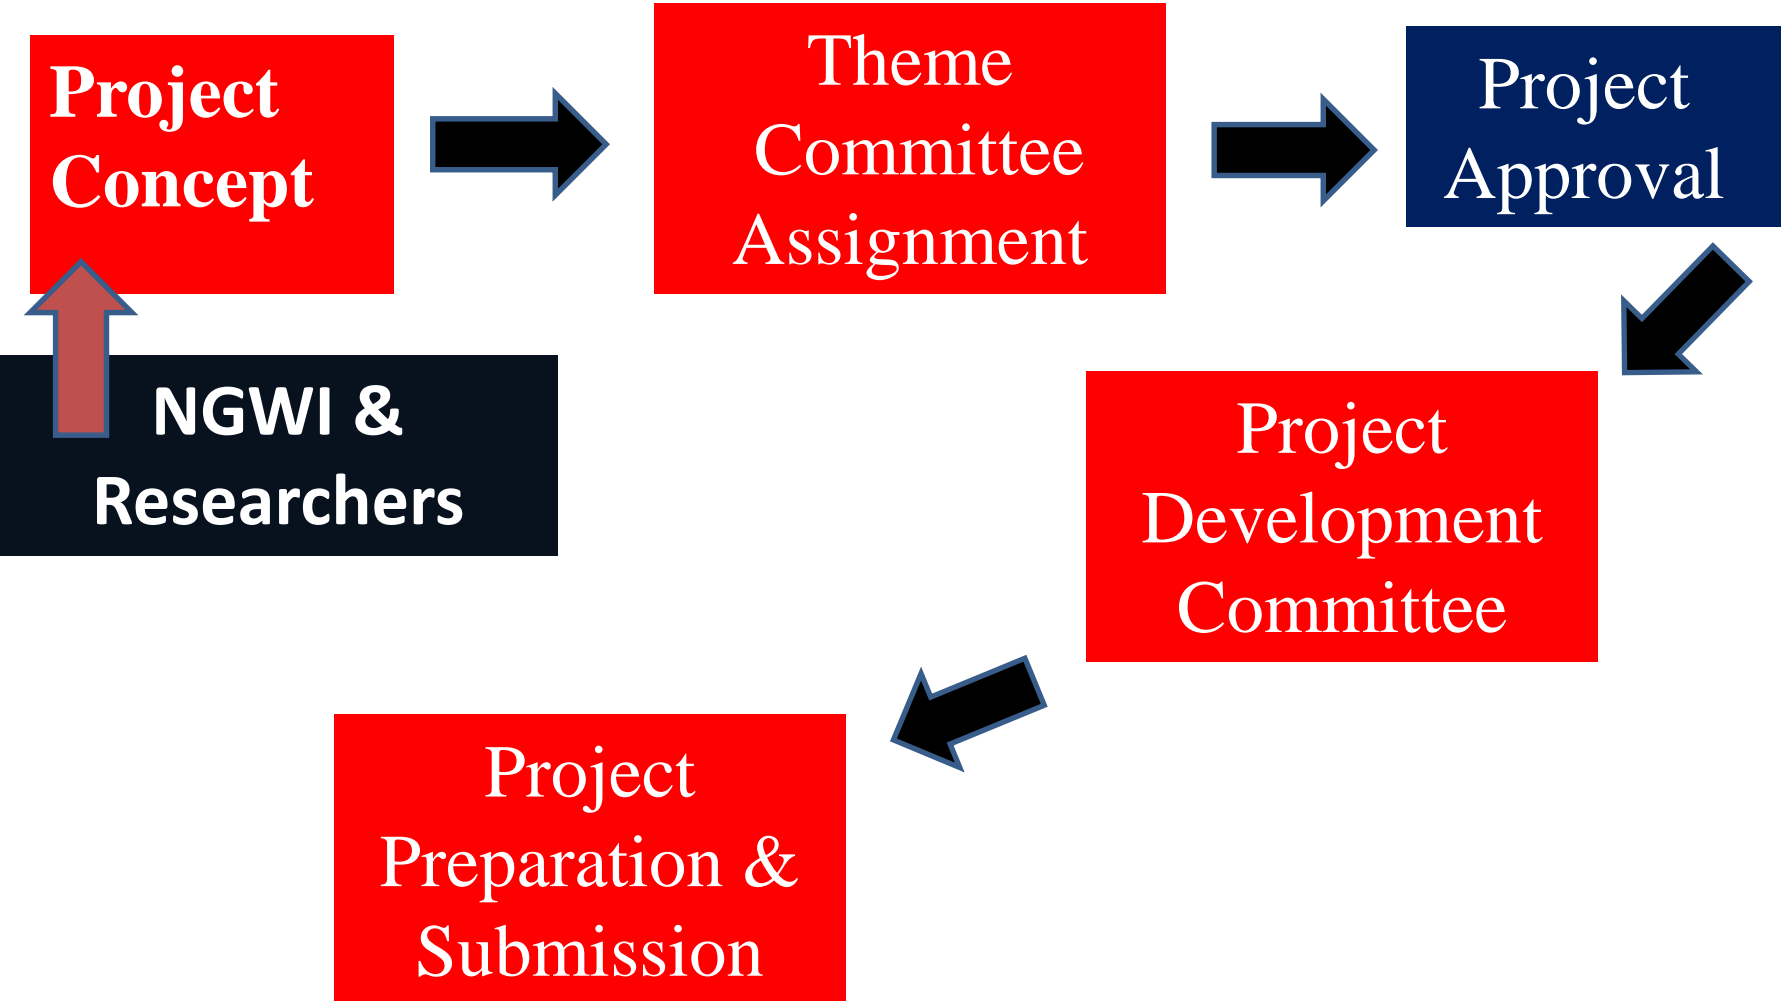 Project
Concept
Theme
Committee
Assignment
Project
Approval
NGWI &
Researchers
Project
Development
Committee
Project
Preparation &
Submission